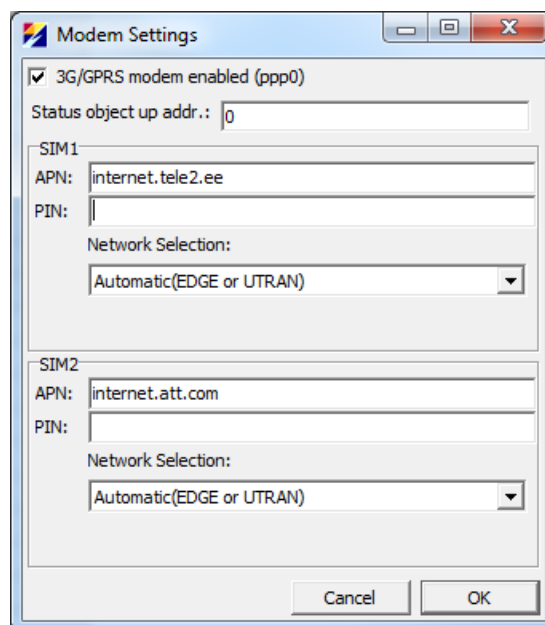 Modem Settings
3G/GPRS modem enabled (ppp0)
Status object up addr.: 0
SIM1
APN: internet.tele2.ee
PIN:
Network Selection:
Automatic(EDGE or UTRAN)
SIM2
APN: internet.att.com
PIN:
Network Selection:
Automatic(EDGE or UTRAN)
Cancel OK